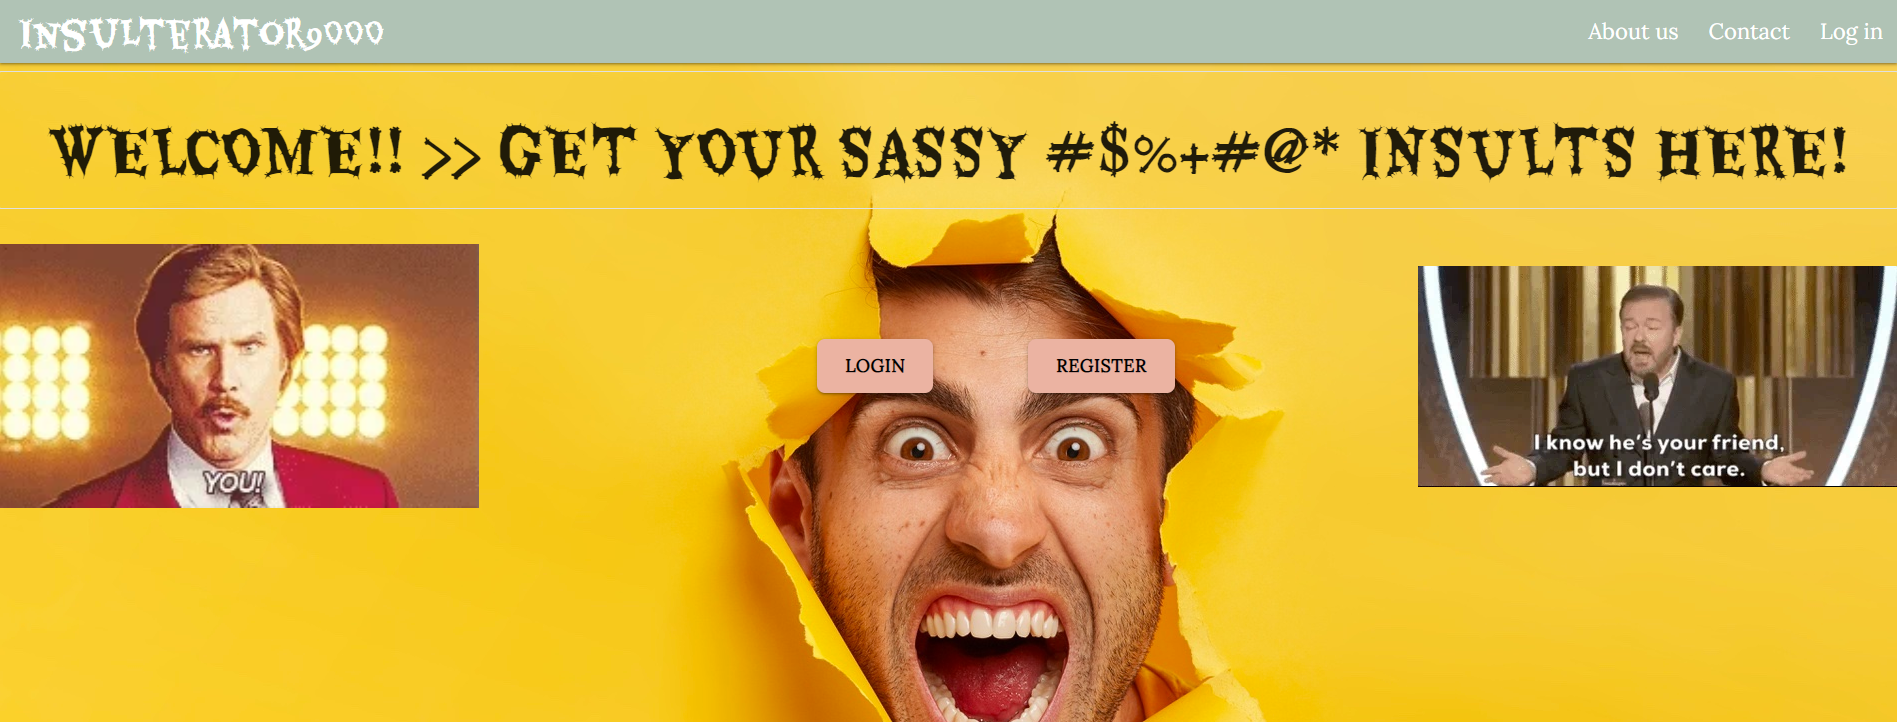 INSULTERATOR9000
About us Contact Log in
WELCOME!! >> GET YOUR SASSY #$%+#@* INSULTS HERE!
LOGIN REGISTER
YOU!
I know he's your friend,
but I don't care.